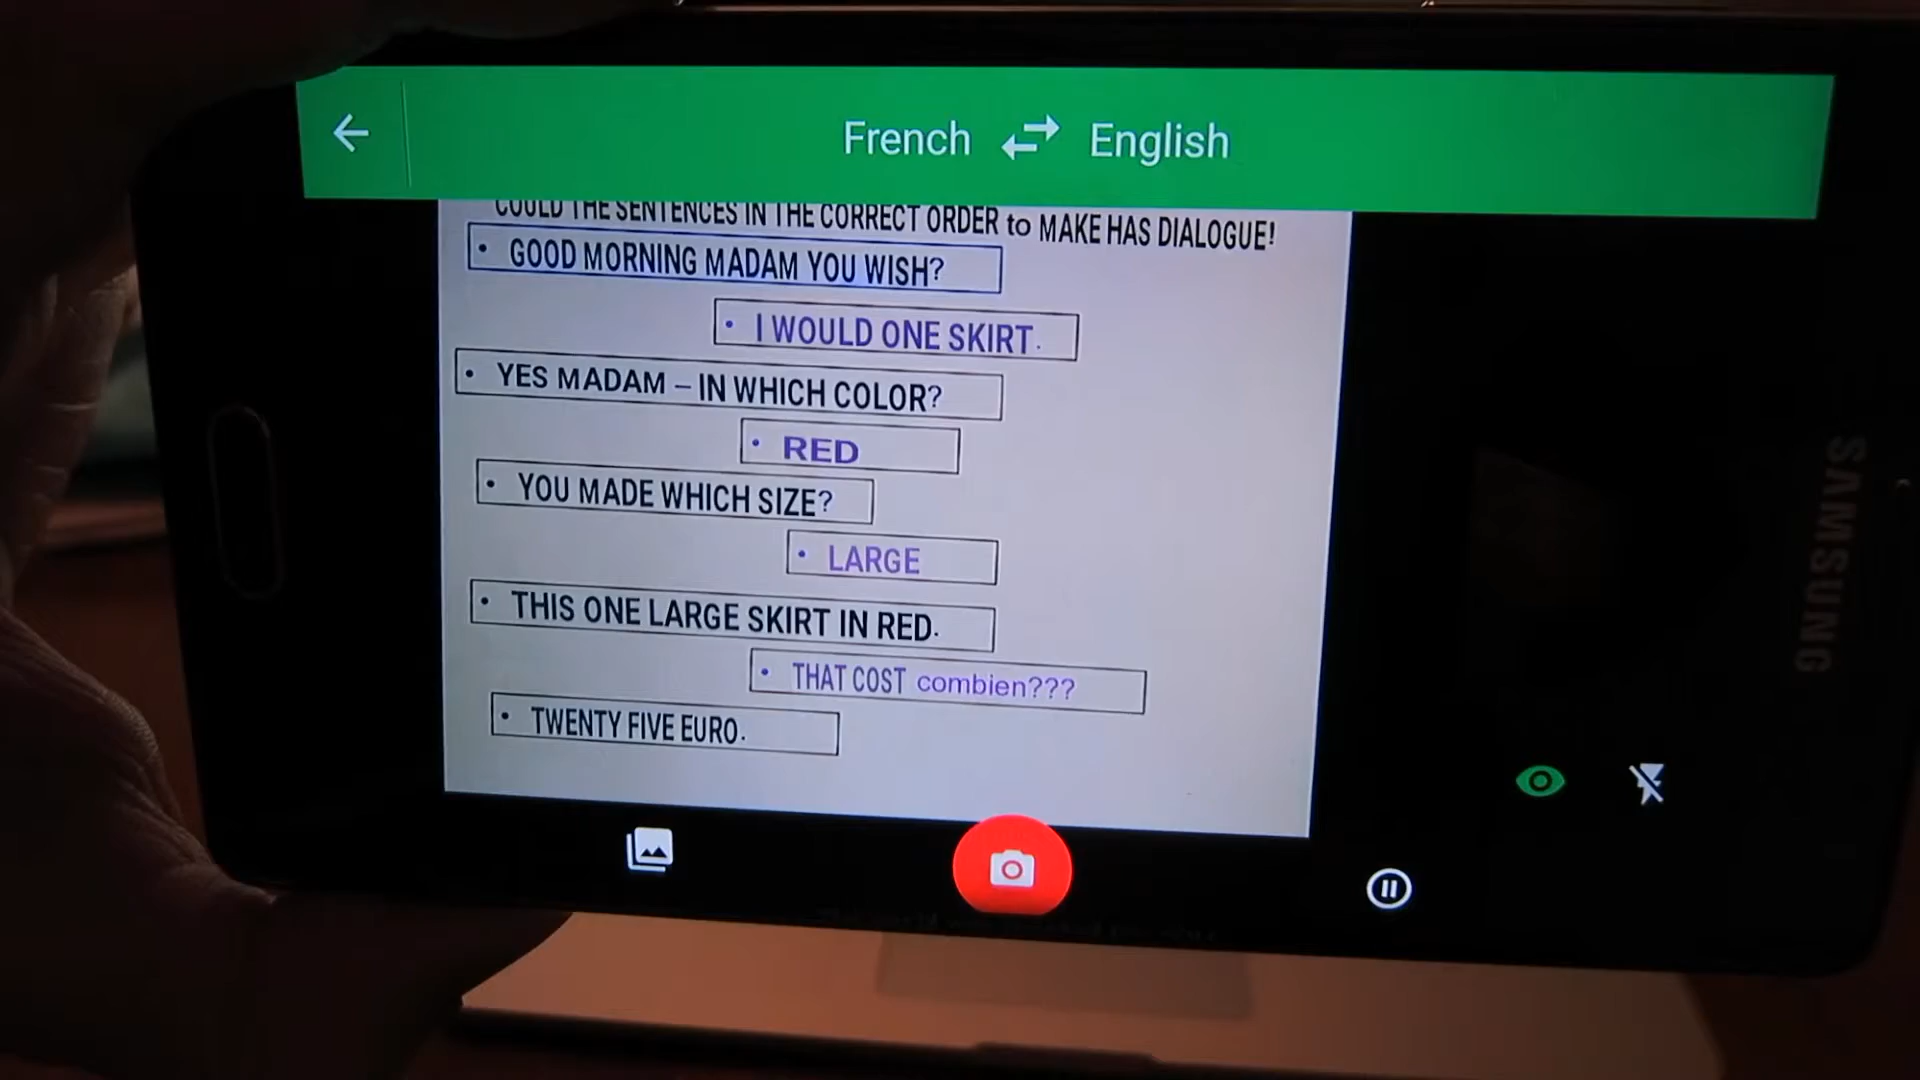 French English
COULD THE SENTENCES IN THE CORRECT ORDER to MAKE HAS DIALOGUE!
• GOOD MORNING MADAM YOU WISH?
• I WOULD ONE SKIRT.
• YES MADAM – IN WHICH COLOR?
• RED
• YOU MADE WHICH SIZE?
• LARGE
• THIS ONE LARGE SKIRT IN RED.
• THAT COST combien???
• TWENTY FIVE EURO.
SAMSUNG